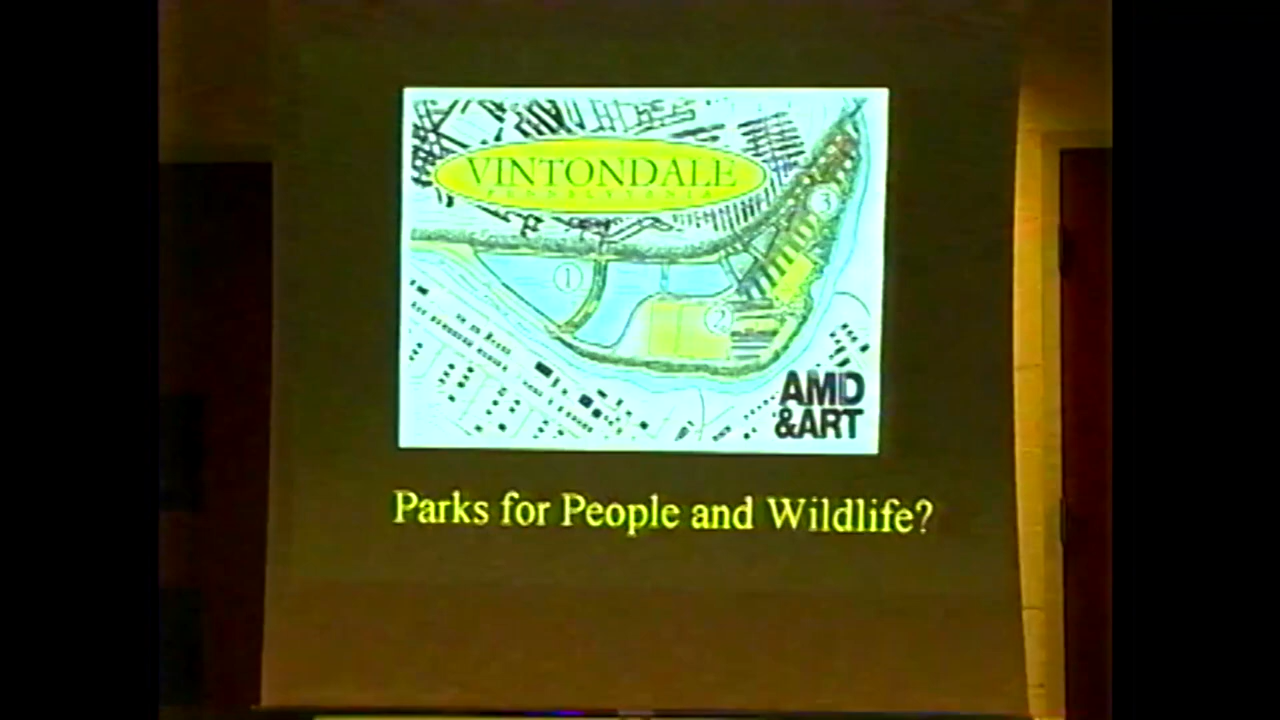 VINTONDALE
PENNSYLVANIA
①
③
②
AMD
&ART
Parks for People and Wildlife?